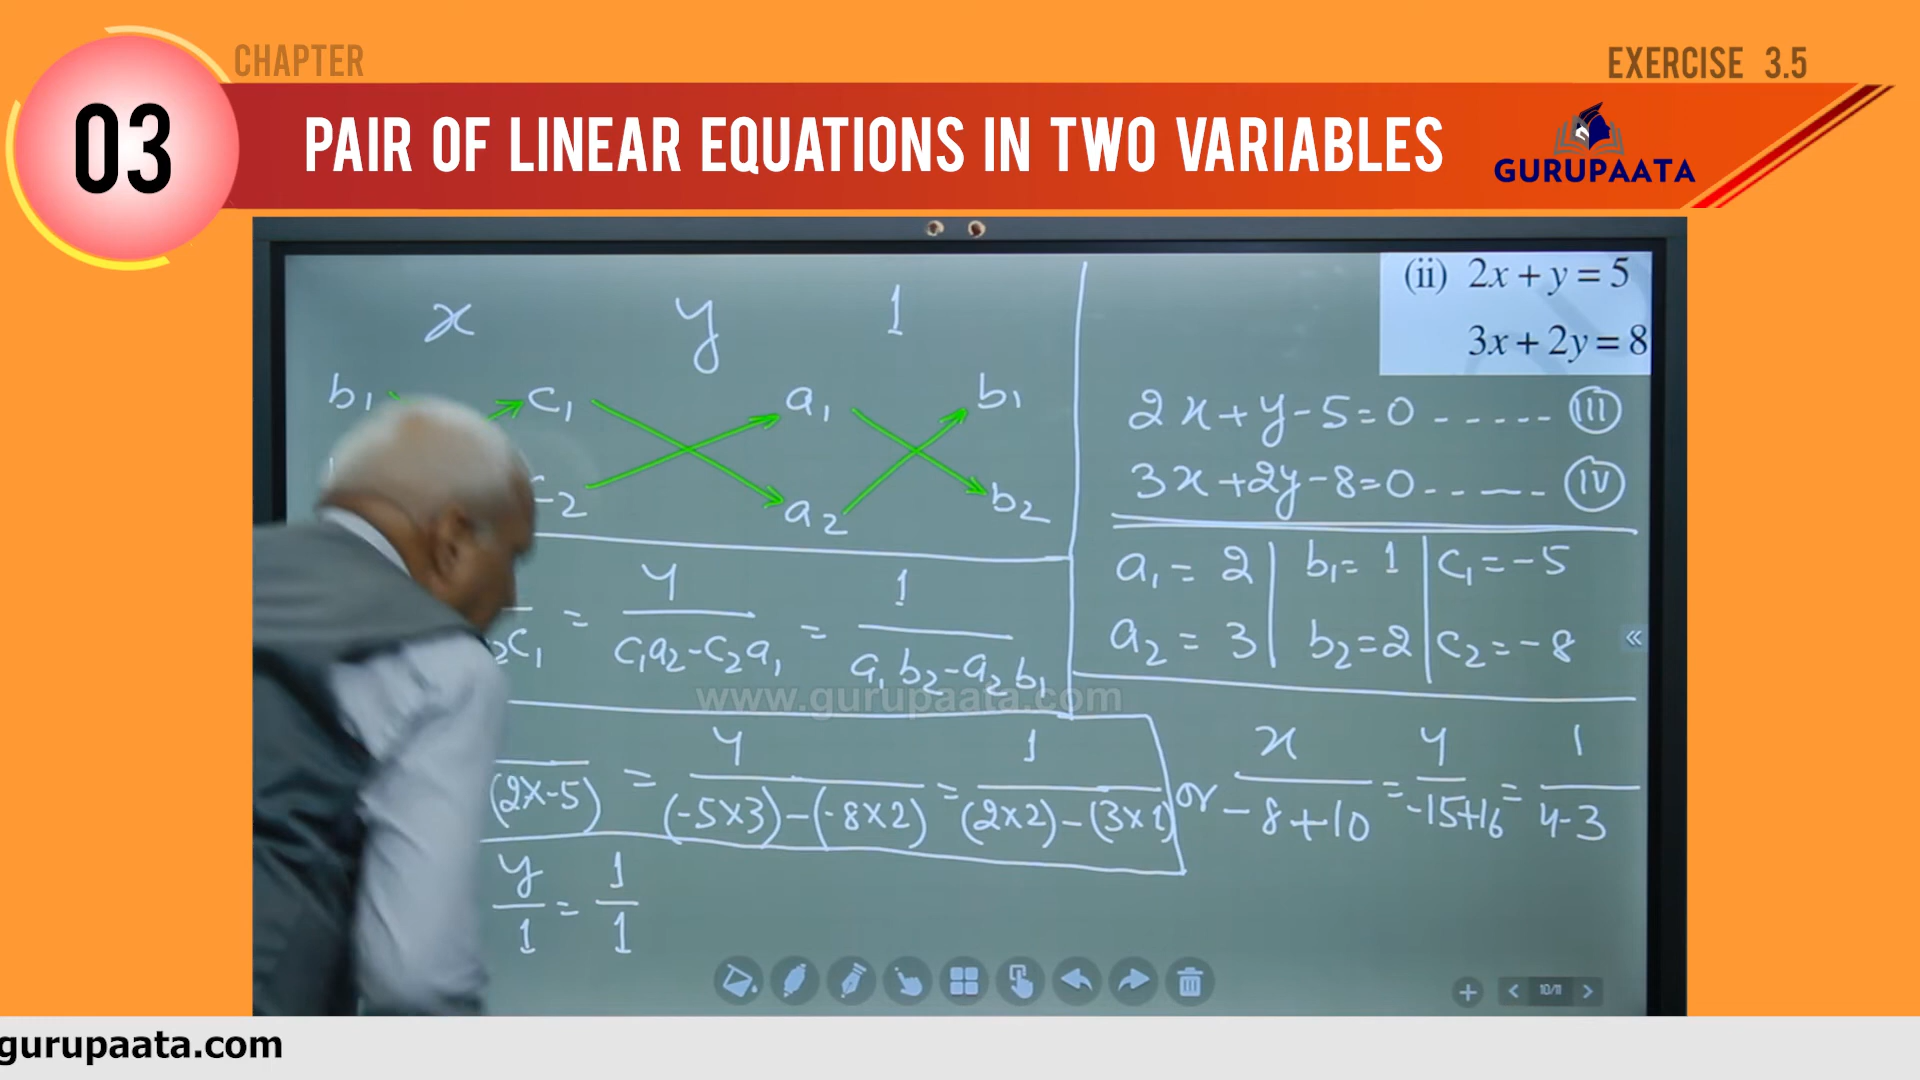 CHAPTER
EXERCISE 3.5
03
PAIR OF LINEAR EQUATIONS IN TWO VARIABLES
GURUPAATA
(ii) 2x + y = 5
3x + 2y = 8
x y 1
b₁ c₁ a₁ b₁
a₂ b₂
2x+y-5=0 ------ (III)
3x+2y-8=0------ (IV)
a₁ = 2 | b₁= 1 | c₁=-5
a₂ = 3 | b₂=2 | c₂=-8
= y/(c₁a₂-c₂a₁) = 1/(a₁b₂-a₂b₁)
www.gurupaata.com
(2x-5) = y/((-5x3)-(-8x2)) = 1/((2x2)-(3x1)) or x/(-8+10) = y/(-15+16) = 1/(4-3)
y/1 = 1/1
10/11
gurupaata.com